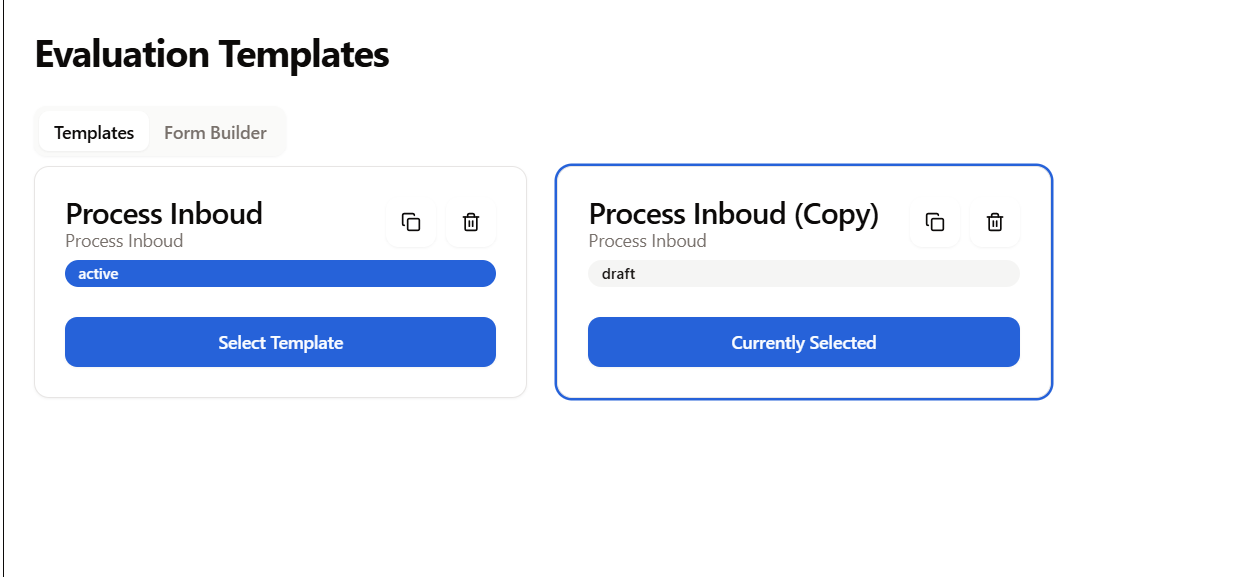 Evaluation Templates
Templates
Form Builder
Process Inboud
Process Inboud
active
Select Template
Process Inboud (Copy)
Process Inboud
draft
Currently Selected